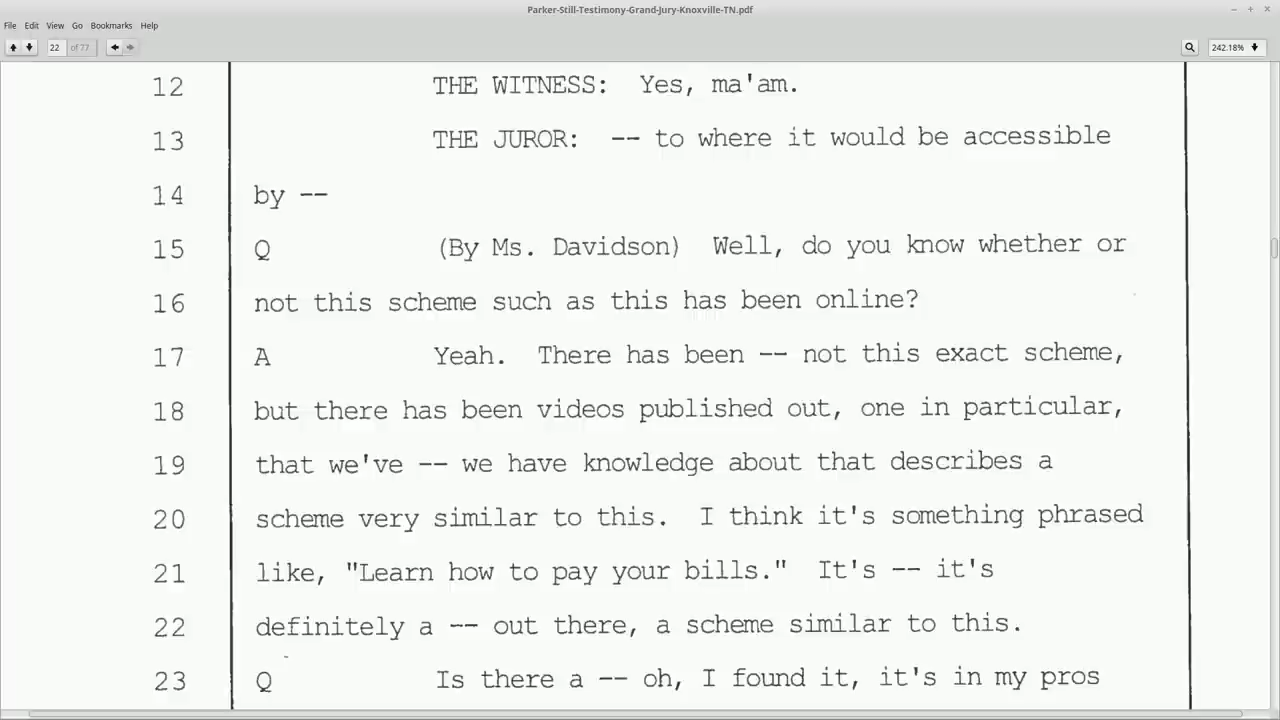 Parker-Still-Testimony-Grand-Jury-Knoxville-TN.pdf
File Edit View Go Bookmarks Help
22 of 77 242.18%
12 THE WITNESS: Yes, ma'am.
13 THE JUROR: -- to where it would be accessible
14 by --
15 Q (By Ms. Davidson) Well, do you know whether or
16 not this scheme such as this has been online?
17 A Yeah. There has been -- not this exact scheme,
18 but there has been videos published out, one in particular,
19 that we've -- we have knowledge about that describes a
20 scheme very similar to this. I think it's something phrased
21 like, "Learn how to pay your bills." It's -- it's
22 definitely a -- out there, a scheme similar to this.
23 Q Is there a -- oh, I found it, it's in my pros